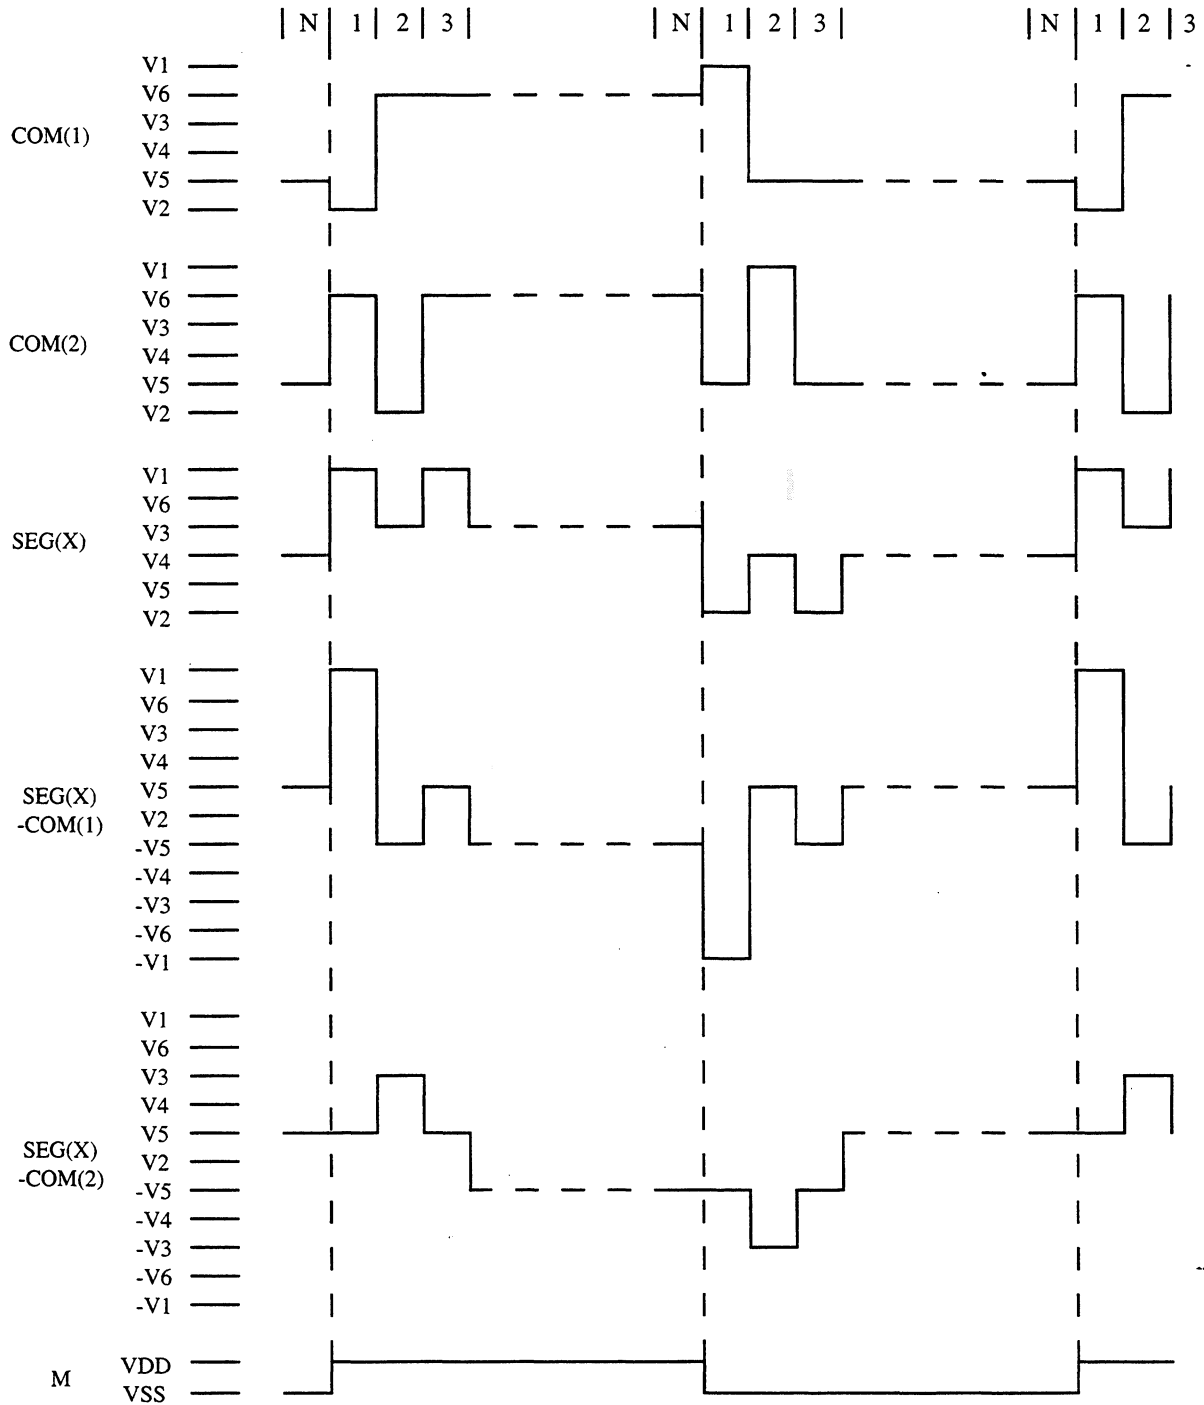 | N | 1 | 2 | 3 | | N | 1 | 2 | 3 | | N | 1 | 2 | 3
COM(1)
V1
V6
V3
V4
V5
V2
COM(2)
V1
V6
V3
V4
V5
V2
SEG(X)
V1
V6
V3
V4
V5
V2
SEG(X)
-COM(1)
V1
V6
V3
V4
V5
V2
-V5
-V4
-V3
-V6
-V1
SEG(X)
-COM(2)
V1
V6
V3
V4
V5
V2
-V5
-V4
-V3
-V6
-V1
M
VDD
VSS